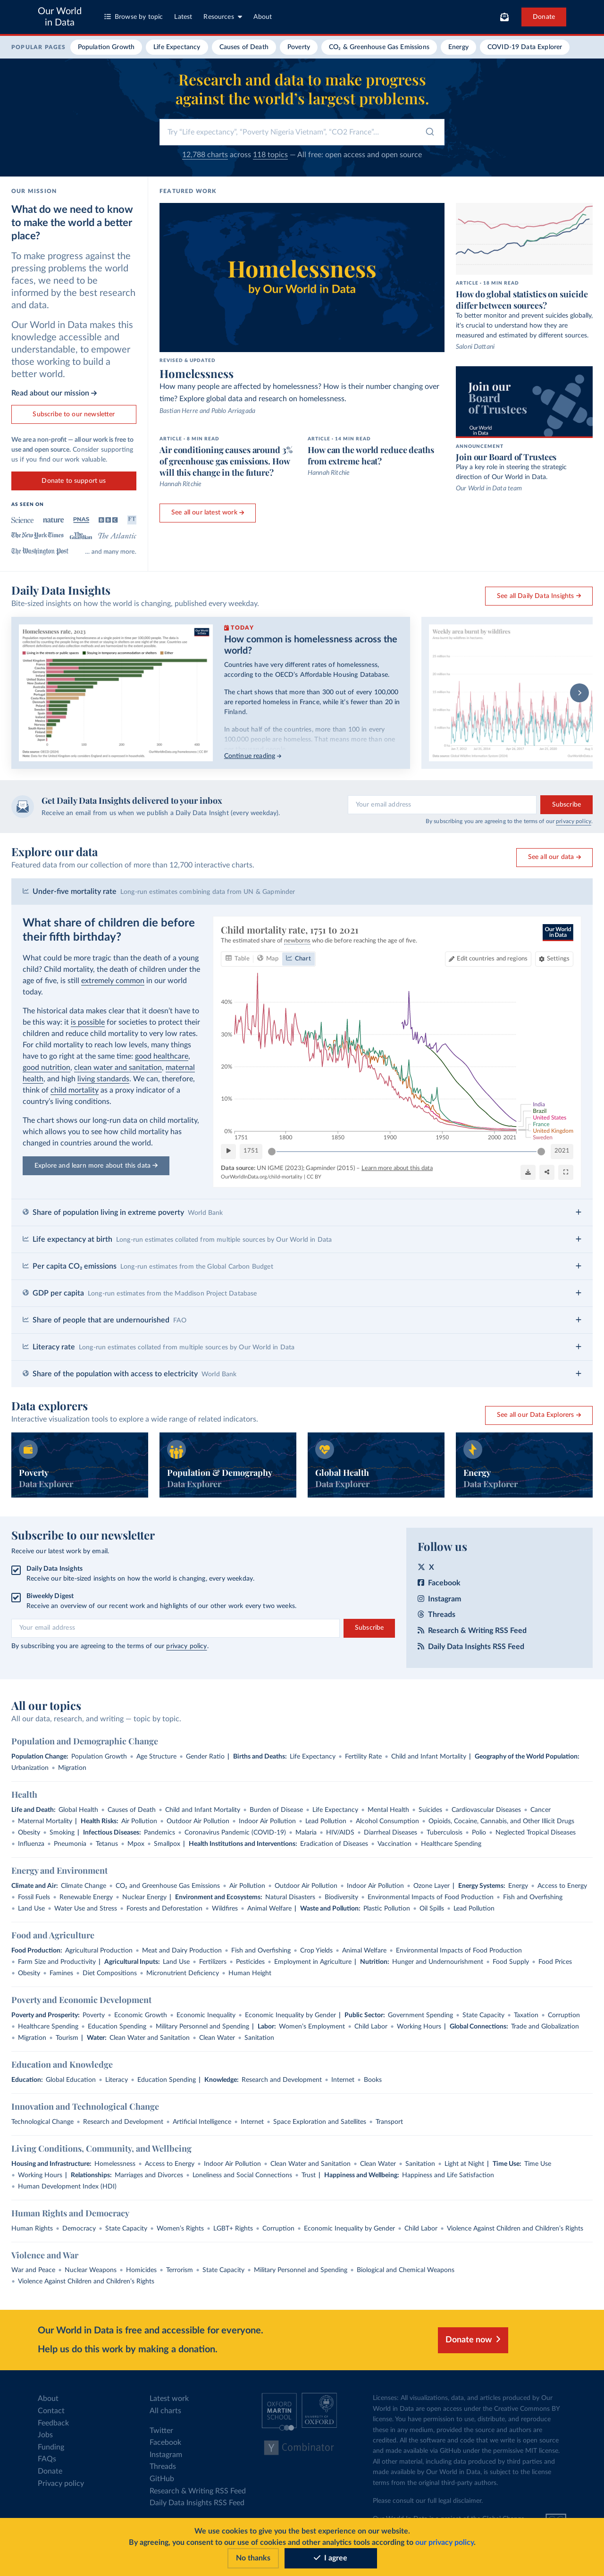 Our World
in Data
Browse by topic
Latest
Resources
About
Donate
POPULAR PAGES
Population Growth
Life Expectancy
Causes of Death
Poverty
CO₂ & Greenhouse Gas Emissions
Energy
COVID-19 Data Explorer
Research and data to make progress
against the world's largest problems.
Try "Life expectancy", "Poverty Nigeria Vietnam", "CO2 France"...
12,788 charts across 118 topics — All free: open access and open source
OUR MISSION
What do we need to know
to make the world a better
place?
To make progress against the
pressing problems the world
faces, we need to be
informed by the best research
and data.
Our World in Data makes this
knowledge accessible and
understandable, to empower
those working to build a
better world.
Read about our mission →
Subscribe to our newsletter
We are a non-profit — all our work is free to
use and open source. Consider supporting
us if you find our work valuable.
Donate to support us
AS SEEN ON
Science
nature
PNAS
BBC
FT
The New York Times
The Guardian
The Atlantic
The Washington Post
... and many more.
FEATURED WORK
Homelessness
by Our World in Data
REVISED & UPDATED
Homelessness
How many people are affected by homelessness? How is their number changing over
time? Explore global data and research on homelessness.
Bastian Herre and Pablo Arriagada
ARTICLE • 8 MIN READ
Air conditioning causes around 3%
of greenhouse gas emissions. How
will this change in the future?
Hannah Ritchie
ARTICLE • 14 MIN READ
How can the world reduce deaths
from extreme heat?
Hannah Ritchie
See all our latest work →
ARTICLE • 18 MIN READ
How do global statistics on suicide
differ between sources?
To better monitor and prevent suicides globally,
it's crucial to understand how they are
measured and estimated by different sources.
Saloni Dattani
Join our
Board
of Trustees
Our World
in Data
ANNOUNCEMENT
Join our Board of Trustees
Play a key role in steering the strategic
direction of Our World in Data.
Our World in Data team
Daily Data Insights
Bite-sized insights on how the world is changing, published every weekday.
See all Daily Data Insights →
Homelessness rate, 2023
TODAY
How common is homelessness across the
world?
Countries have very different rates of homelessness,
according to the OECD's Affordable Housing Database.
The chart shows that more than 300 out of every 100,000
are reported homeless in France, while it's fewer than 20 in
Finland.
In about half of the countries, more than 100 in every
100,000 people are homeless. That means more than one
Continue reading →
Weekly area burnt by wildfires
Get Daily Data Insights delivered to your inbox
Receive an email from us when we publish a Daily Data Insight (every weekday).
Your email address
Subscribe
By subscribing you are agreeing to the terms of our privacy policy.
Explore our data
Featured data from our collection of more than 12,700 interactive charts.
See all our data →
Under-five mortality rate Long-run estimates combining data from UN & Gapminder
What share of children die before
their fifth birthday?
What could be more tragic than the death of a young
child? Child mortality, the death of children under the
age of five, is still extremely common in our world
today.
The historical data makes clear that it doesn't have to
be this way: it is possible for societies to protect their
children and reduce child mortality to very low rates.
For child mortality to reach low levels, many things
have to go right at the same time: good healthcare,
good nutrition, clean water and sanitation, maternal
health, and high living standards. We can, therefore,
think of child mortality as a proxy indicator of a
country's living conditions.
The chart shows our long-run data on child mortality,
which allows you to see how child mortality has
changed in countries around the world.
Explore and learn more about this data →
Child mortality rate, 1751 to 2021
The estimated share of newborns who die before reaching the age of five.
Our World
in Data
Table
Map
Chart
Edit countries and regions
Settings
40%
30%
20%
10%
0%
India
Brazil
United States
France
United Kingdom
Sweden
1751
1800
1850
1900
1950
2000
2021
1751
2021
Data source: UN IGME (2023); Gapminder (2015) – Learn more about this data
OurWorldInData.org/child-mortality | CC BY
Share of population living in extreme poverty World Bank
Life expectancy at birth Long-run estimates collated from multiple sources by Our World in Data
Per capita CO₂ emissions Long-run estimates from the Global Carbon Budget
GDP per capita Long-run estimates from the Maddison Project Database
Share of people that are undernourished FAO
Literacy rate Long-run estimates collated from multiple sources by Our World in Data
Share of the population with access to electricity World Bank
Data explorers
Interactive visualization tools to explore a wide range of related indicators.
See all our Data Explorers →
Poverty
Data Explorer
Population & Demography
Data Explorer
Global Health
Data Explorer
Energy
Data Explorer
Subscribe to our newsletter
Receive our latest work by email.
Daily Data Insights
Receive our bite-sized insights on how the world is changing, every weekday.
Biweekly Digest
Receive an overview of our recent work and highlights of our other work every two weeks.
Your email address
Subscribe
By subscribing you are agreeing to the terms of our privacy policy.
Follow us
X
Facebook
Instagram
Threads
Research & Writing RSS Feed
Daily Data Insights RSS Feed
All our topics
All our data, research, and writing — topic by topic.
Population and Demographic Change
Population Change: Population Growth • Age Structure • Gender Ratio | Births and Deaths: Life Expectancy • Fertility Rate • Child and Infant Mortality | Geography of the World Population:
Urbanization • Migration
Health
Life and Death: Global Health • Causes of Death • Child and Infant Mortality • Burden of Disease • Life Expectancy • Mental Health • Suicides • Cardiovascular Diseases • Cancer
• Maternal Mortality | Health Risks: Air Pollution • Outdoor Air Pollution • Indoor Air Pollution • Lead Pollution • Alcohol Consumption • Opioids, Cocaine, Cannabis, and Other Illicit Drugs
• Obesity • Smoking | Infectious Diseases: Pandemics • Coronavirus Pandemic (COVID-19) • Malaria • HIV/AIDS • Diarrheal Diseases • Tuberculosis • Polio • Neglected Tropical Diseases
• Influenza • Pneumonia • Tetanus • Mpox • Smallpox | Health Institutions and Interventions: Eradication of Diseases • Vaccination • Healthcare Spending
Energy and Environment
Climate and Air: Climate Change • CO₂ and Greenhouse Gas Emissions • Air Pollution • Outdoor Air Pollution • Indoor Air Pollution • Ozone Layer | Energy Systems: Energy • Access to Energy
• Fossil Fuels • Renewable Energy • Nuclear Energy | Environment and Ecosystems: Natural Disasters • Biodiversity • Environmental Impacts of Food Production • Fish and Overfishing
• Land Use • Water Use and Stress • Forests and Deforestation • Wildfires • Animal Welfare | Waste and Pollution: Plastic Pollution • Oil Spills • Lead Pollution
Food and Agriculture
Food Production: Agricultural Production • Meat and Dairy Production • Fish and Overfishing • Crop Yields • Animal Welfare • Environmental Impacts of Food Production
• Farm Size and Productivity | Agricultural Inputs: Land Use • Fertilizers • Pesticides • Employment in Agriculture | Nutrition: Hunger and Undernourishment • Food Supply • Food Prices
• Obesity • Famines • Diet Compositions • Micronutrient Deficiency • Human Height
Poverty and Economic Development
Poverty and Prosperity: Poverty • Economic Growth • Economic Inequality • Economic Inequality by Gender | Public Sector: Government Spending • State Capacity • Taxation • Corruption
• Healthcare Spending • Education Spending • Military Personnel and Spending | Labor: Women's Employment • Child Labor • Working Hours | Global Connections: Trade and Globalization
• Migration • Tourism | Water: Clean Water and Sanitation • Clean Water • Sanitation
Education and Knowledge
Education: Global Education • Literacy • Education Spending | Knowledge: Research and Development • Internet • Books
Innovation and Technological Change
Technological Change • Research and Development • Artificial Intelligence • Internet • Space Exploration and Satellites • Transport
Living Conditions, Community, and Wellbeing
Housing and Infrastructure: Homelessness • Access to Energy • Indoor Air Pollution • Clean Water and Sanitation • Clean Water • Sanitation • Light at Night | Time Use: Time Use
• Working Hours | Relationships: Marriages and Divorces • Loneliness and Social Connections • Trust | Happiness and Wellbeing: Happiness and Life Satisfaction
• Human Development Index (HDI)
Human Rights and Democracy
Human Rights • Democracy • State Capacity • Women's Rights • LGBT+ Rights • Corruption • Economic Inequality by Gender • Child Labor • Violence Against Children and Children's Rights
Violence and War
War and Peace • Nuclear Weapons • Homicides • Terrorism • State Capacity • Military Personnel and Spending • Biological and Chemical Weapons
• Violence Against Children and Children's Rights
Our World in Data is free and accessible for everyone.
Help us do this work by making a donation.
Donate now
About
Contact
Feedback
Jobs
Funding
FAQs
Donate
Privacy policy
Latest work
All charts
Twitter
Facebook
Instagram
Threads
GitHub
Research & Writing RSS Feed
Daily Data Insights RSS Feed
OXFORD
MARTIN
SCHOOL
UNIVERSITY OF
OXFORD
Y Combinator
Licenses: All visualizations, data, and articles produced by Our
World in Data are open access under the Creative Commons BY
license. You have permission to use, distribute, and reproduce
these in any medium, provided the source and authors are
credited. All the software and code that we write is open source
and made available via GitHub under the permissive MIT license.
All other material, including data produced by third parties and
made available by Our World in Data, is subject to the license
terms from the original third-party authors.
Please consult our full legal disclaimer.
We use cookies to give you the best experience on our website.
By agreeing, you consent to our use of cookies and other analytics tools according to our privacy policy.
No thanks
I agree